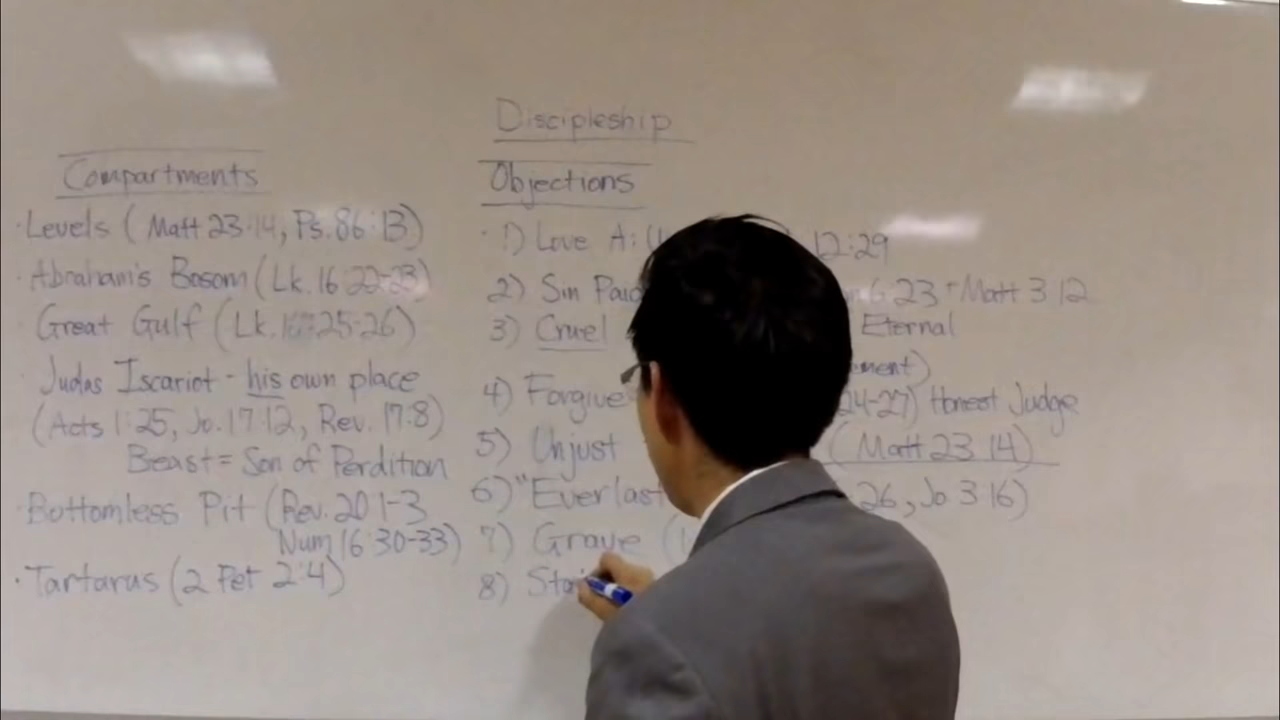 Discipleship
Compartments
· Levels (Matt 23:14, Ps. 86:13)
· Abraham's Bosom (Lk. 16:22-23)
· Great Gulf (Lk. 25-26)
· Judas Iscariot - his own place
(Acts 1:25, Jo. 17:12, Rev. 17:8)
Beast = Son of Perdition
· Bottomless Pit (Rev. 20 1-3
Num 16:30-33)
· Tartarus (2 Pet 2:4)
Objections
· 1) Love 12:29
2) Sin Paid 23 Matt 3 12
3) Cruel Eternal
ment)
4) Forgive 24-27) Honest Judge
5) Unjust (Matt 23 14)
6) "Everlast 26, Jo 3 16)
7) Grave (
8)